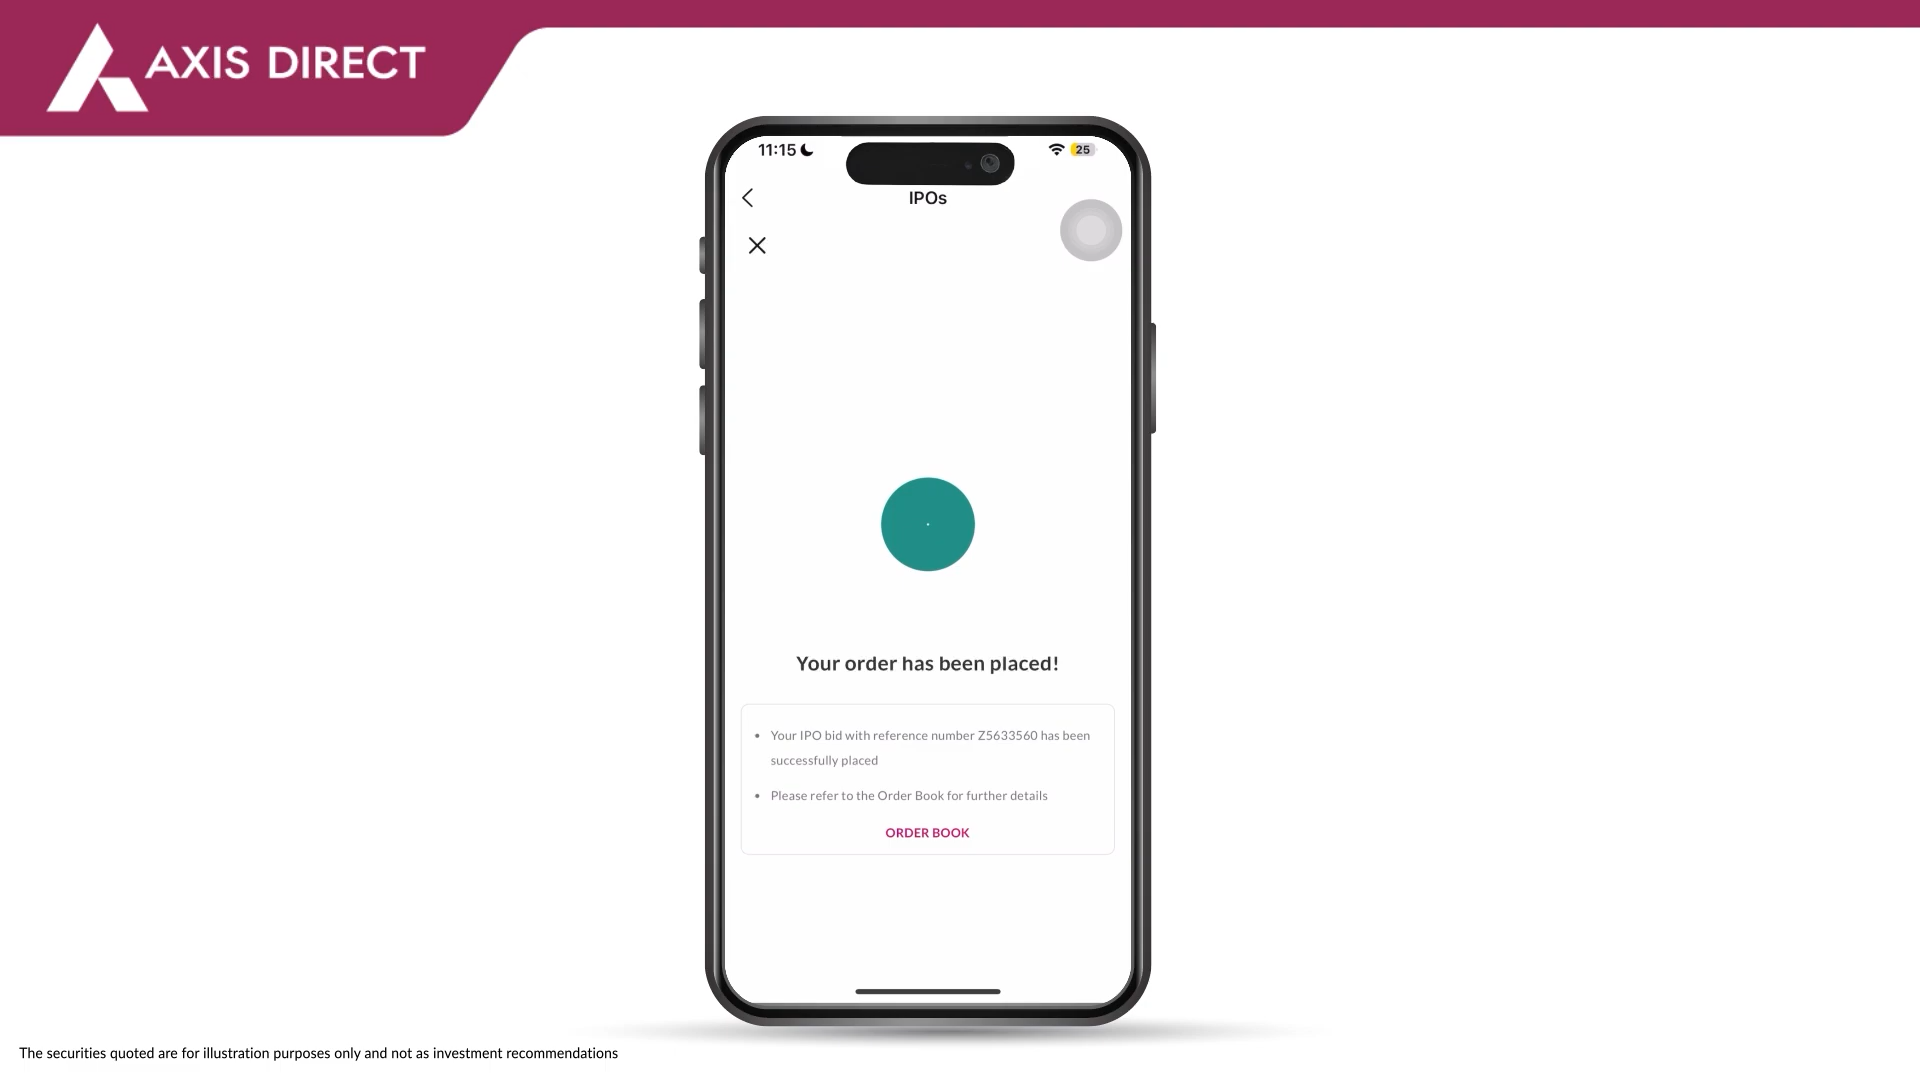 AXIS DIRECT
11:15
25
IPOs
Your order has been placed!
• Your IPO bid with reference number Z5633560 has been
successfully placed
• Please refer to the Order Book for further details
ORDER BOOK
The securities quoted are for illustration purposes only and not as investment recommendations